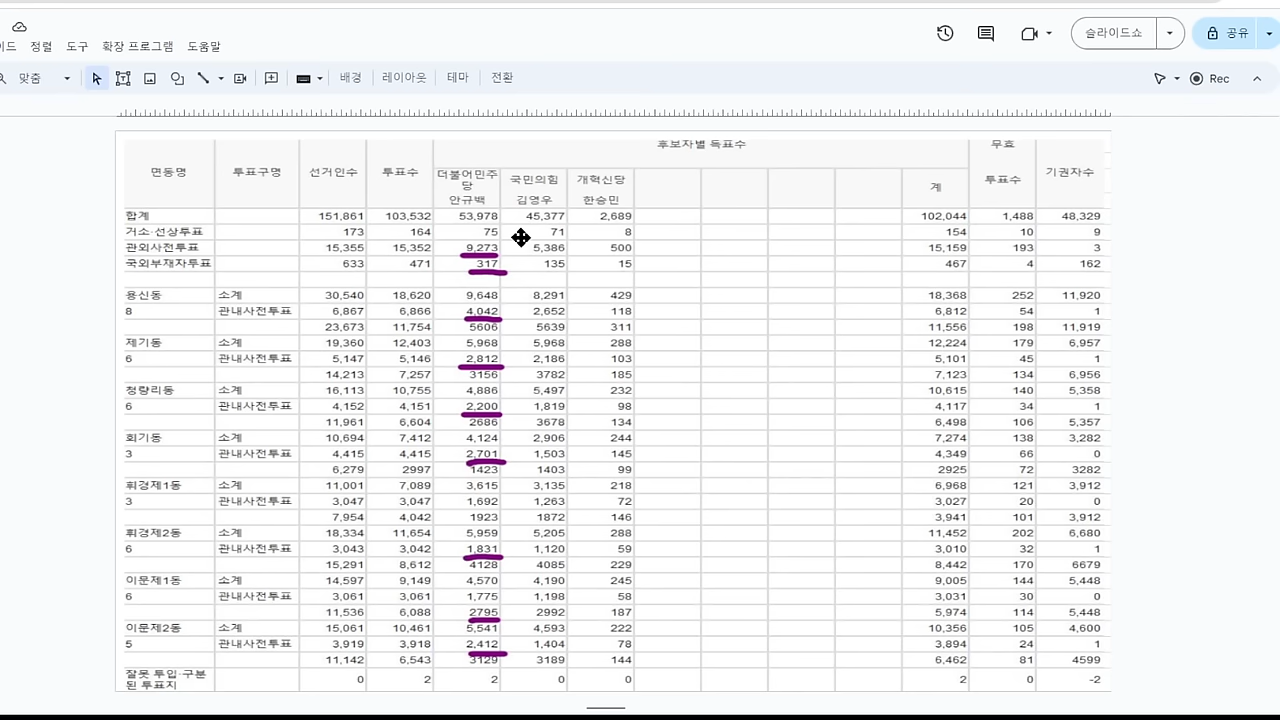 이드 정렬 도구 확장 프로그램 도움말
슬라이드쇼 공유
맞춤 배경 레이아웃 테마 전환 Rec
면동명 투표구명 선거인수 투표수 후보자별 득표수 무효 투표수 기권자수
더불어민주당 안규백 국민의힘 김영우 개혁신당 한승민 계
합계 151,861 103,532 53,978 45,377 2,689 102,044 1,488 48,329
거소·선상투표 173 164 75 71 8 154 10 9
관외사전투표 15,355 15,352 9,273 5,386 500 15,159 193 3
국외부재자투표 633 471 317 135 15 467 4 162
용신동 소계 30,540 18,620 9,648 8,291 429 18,368 252 11,920
8 관내사전투표 6,867 6,866 4,042 2,652 118 6,812 54 1
23,673 11,754 5606 5639 311 11,556 198 11,919
제기동 소계 19,360 12,403 5,968 5,968 288 12,224 179 6,957
6 관내사전투표 5,147 5,146 2,812 2,186 103 5,101 45 1
14,213 7,257 3156 3782 185 7,123 134 6,956
청량리동 소계 16,113 10,755 4,886 5,497 232 10,615 140 5,358
6 관내사전투표 4,152 4,151 2,200 1,819 98 4,117 34 1
11,961 6,604 2686 3678 134 6,498 106 5,357
회기동 소계 10,694 7,412 4,124 2,906 244 7,274 138 3,282
3 관내사전투표 4,415 4,415 2,701 1,503 145 4,349 66 0
6,279 2997 1423 1403 99 2925 72 3282
휘경제1동 소계 11,001 7,089 3,615 3,135 218 6,968 121 3,912
3 관내사전투표 3,047 3,047 1,692 1,263 72 3,027 20 0
7,954 4,042 1923 1872 146 3,941 101 3,912
휘경제2동 소계 18,334 11,654 5,959 5,205 288 11,452 202 6,680
6 관내사전투표 3,043 3,042 1,831 1,120 59 3,010 32 1
15,291 8,612 4128 4085 229 8,442 170 6679
이문제1동 소계 14,597 9,149 4,570 4,190 245 9,005 144 5,448
6 관내사전투표 3,061 3,061 1,775 1,198 58 3,031 30 0
11,536 6,088 2795 2992 187 5,974 114 5,448
이문제2동 소계 15,061 10,461 5,541 4,593 222 10,356 105 4,600
5 관내사전투표 3,919 3,918 2,412 1,404 78 3,894 24 1
11,142 6,543 3129 3189 144 6,462 81 4599
잘못 투입·구분된 투표지 0 2 2 0 0 2 0 -2